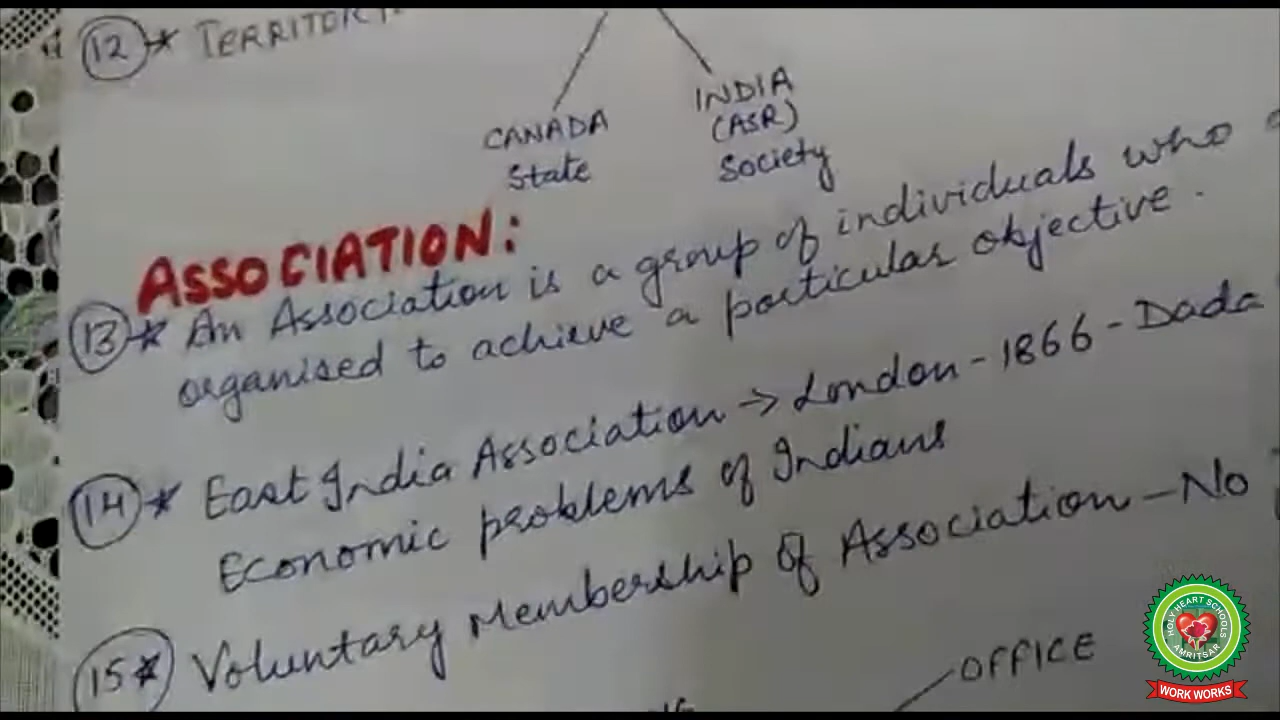 12 * TERRITORY
CANADA
State
INDIA
(ASR)
Society
ASSOCIATION:
13 * An Association is a group of individuals who
organised to achieve a particular objective.
14 * East India Association → London - 1866 - Dada
Economic problems of Indians
15 * Voluntary Membership of Association - No
OFFICE
HOLY HEART SCHOOLS
AMRITSAR
WORK WORKS